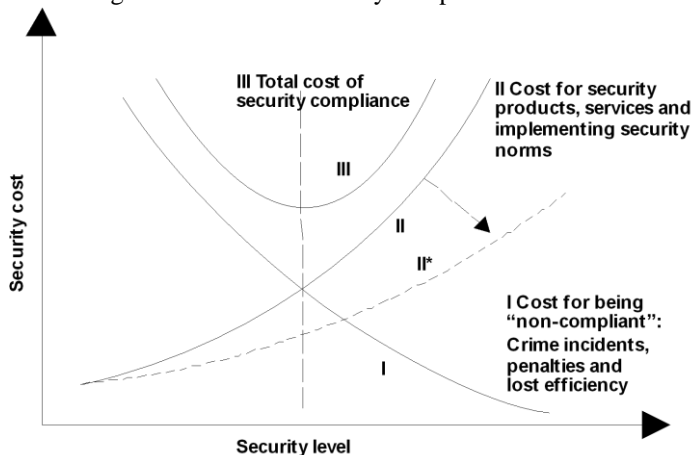 III Total cost of
security compliance
II Cost for security
products, services and
implementing security
norms
III
Security cost
II
II*
I Cost for being
“non-compliant”:
Crime incidents,
penalties and
lost efficiency
I
Security level